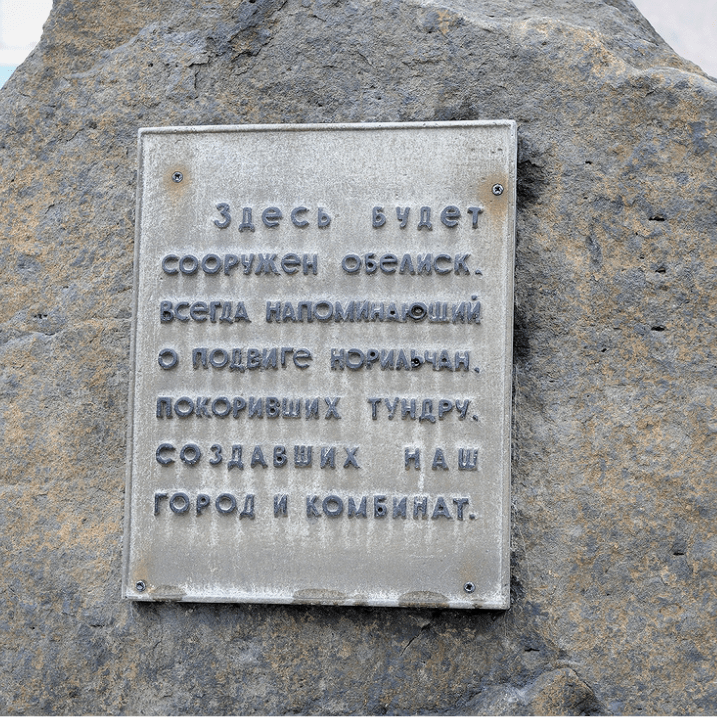 Здесь будет
сооружен обелиск.
всегда напоминающий
о подвиге норильчан.
покоривших тундру.
создавших наш
город и комбинат.